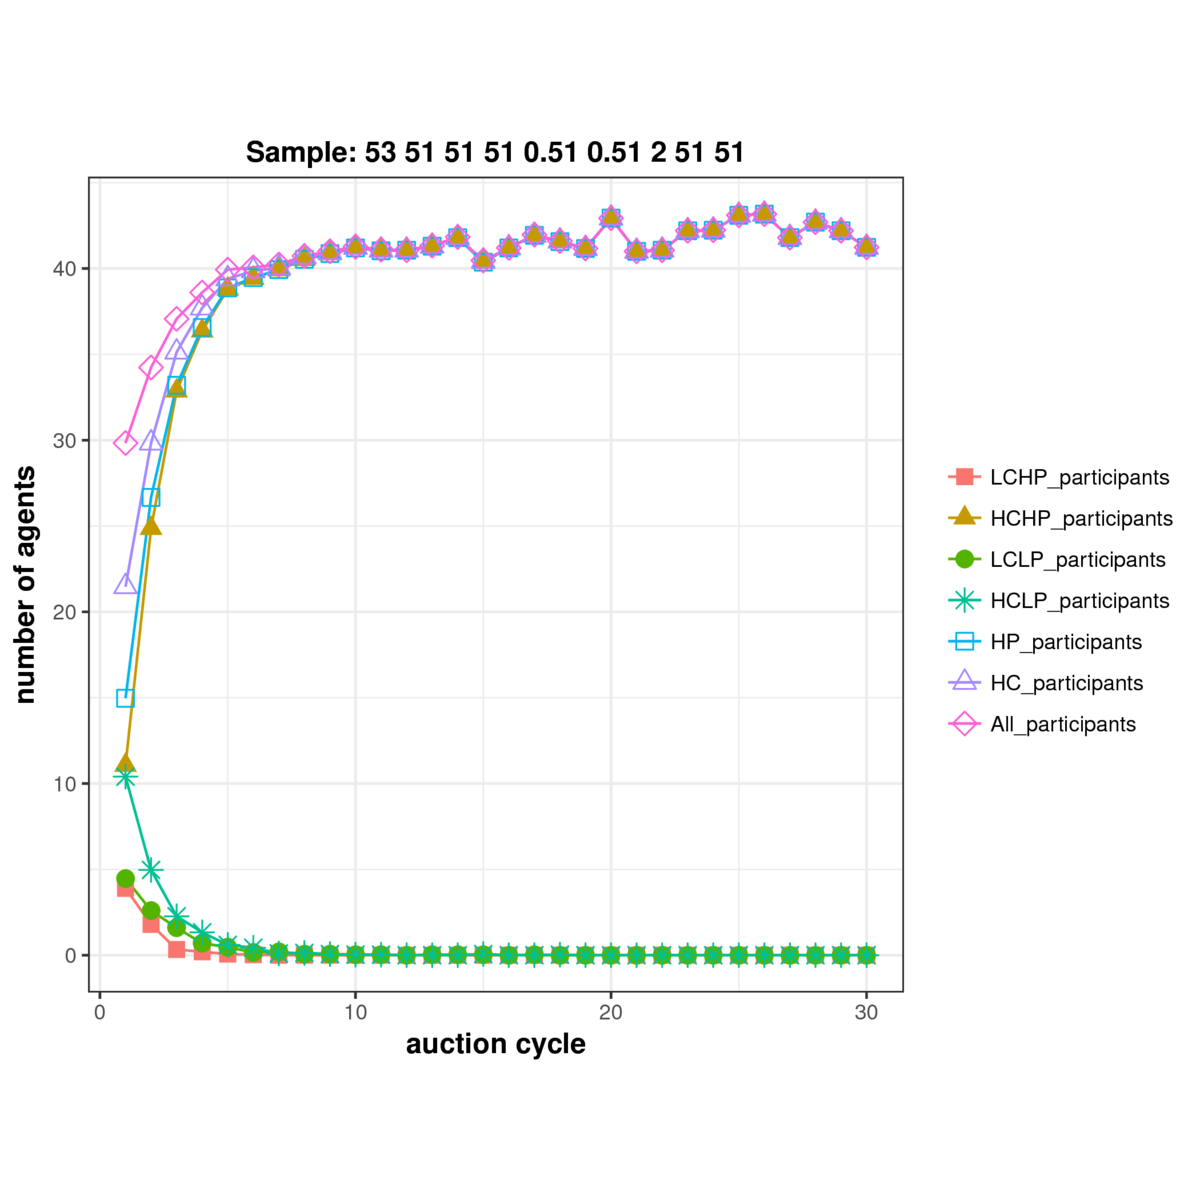 Sample: 53 51 51 51 0.51 0.51 2 51 51
number of agents
40
30
20
10
0
0 10 20 30
auction cycle
LCHP_participants
HCHP_participants
LCLP_participants
HCLP_participants
HP_participants
HC_participants
All_participants